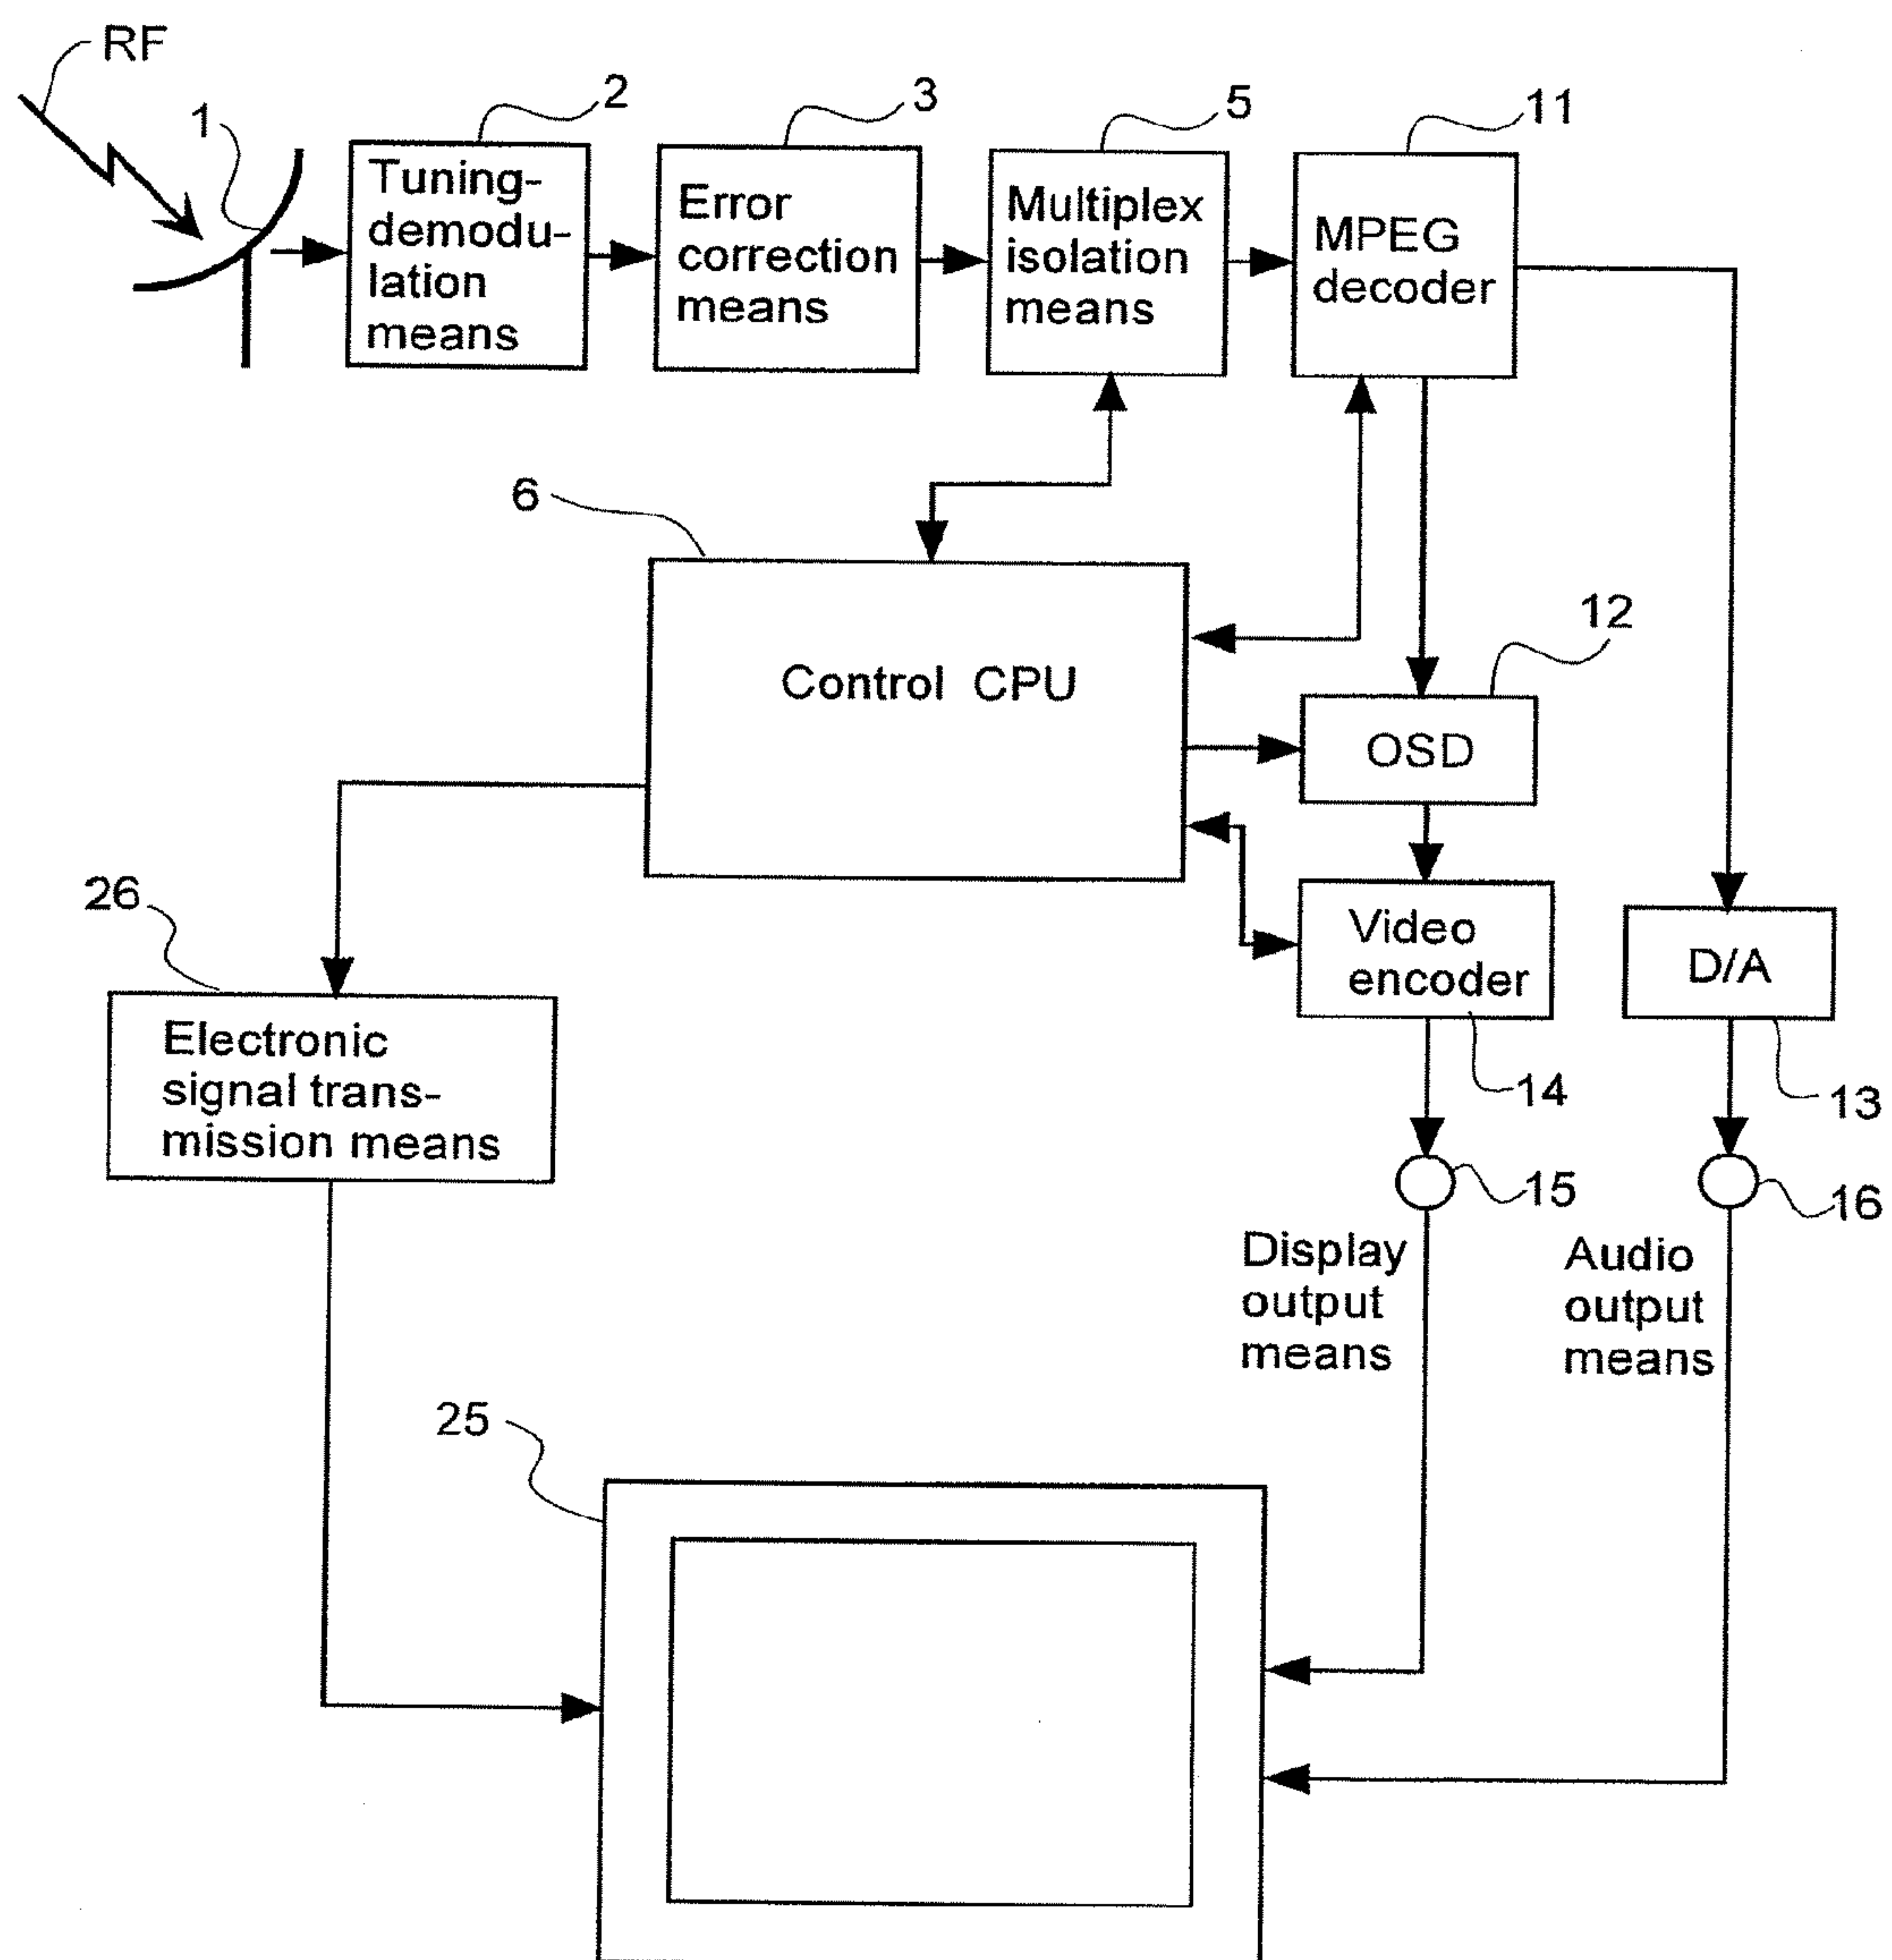 RF
1
2
3
5
11
Tuning-
demodu-
lation
means
Error
correction
means
Multiplex
isolation
means
MPEG
decoder
6
Control CPU
12
OSD
26
Video
encoder
D/A
Electronic
signal trans-
mission means
14
13
15
16
Display
output
means
Audio
output
means
25